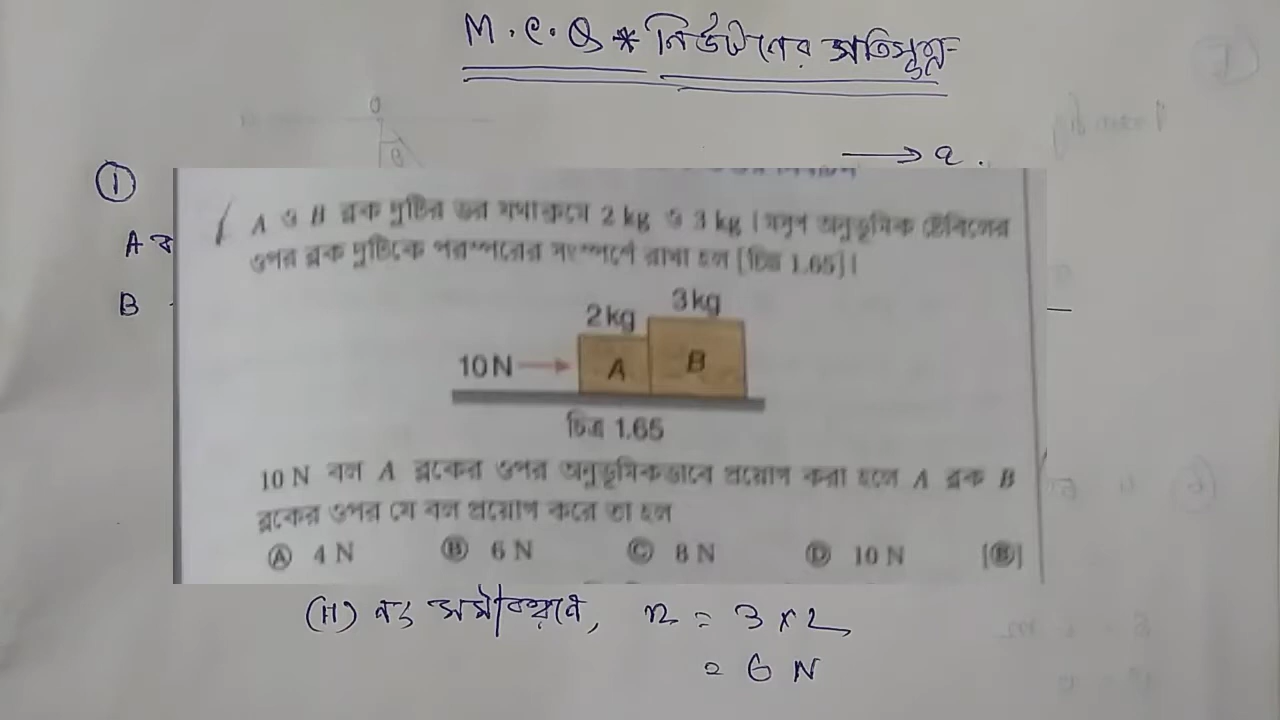 M.C.Q * নিউটনের গতিসূত্র
→ a.
①
A ব
B
A ও B ব্লক দুটির ভর যথাক্রমে 2 kg ও 3 kg। মসৃণ অনুভূমিক টেবিলের
ওপর ব্লক দুটিকে পরস্পরের সংস্পর্শে রাখা হল [চিত্র 1.65]।
2kg 3kg
10N → A B
চিত্র 1.65
10 N বল A ব্লকের ওপর অনুভূমিকভাবে প্রয়োগ করা হলে A ব্লক B
ব্লকের ওপর যে বল প্রয়োগ করে তা হল
Ⓐ 4 N Ⓑ 6 N Ⓒ 8 N Ⓓ 10 N [Ⓑ]
(II) নং সমীকরণে, n = 3 x 2
= 6 N